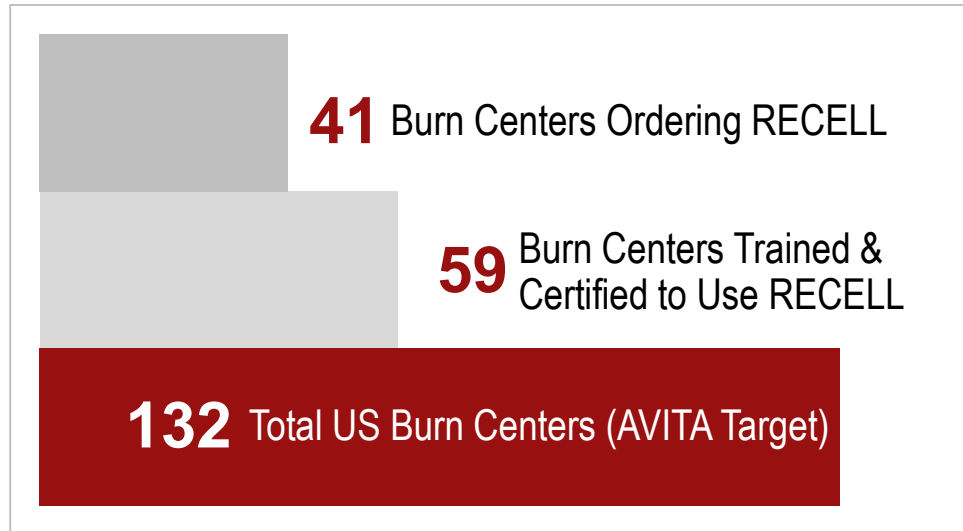 41 Burn Centers Ordering RECELL
59 Burn Centers Trained &
Certified to Use RECELL
132 Total US Burn Centers (AVITA Target)